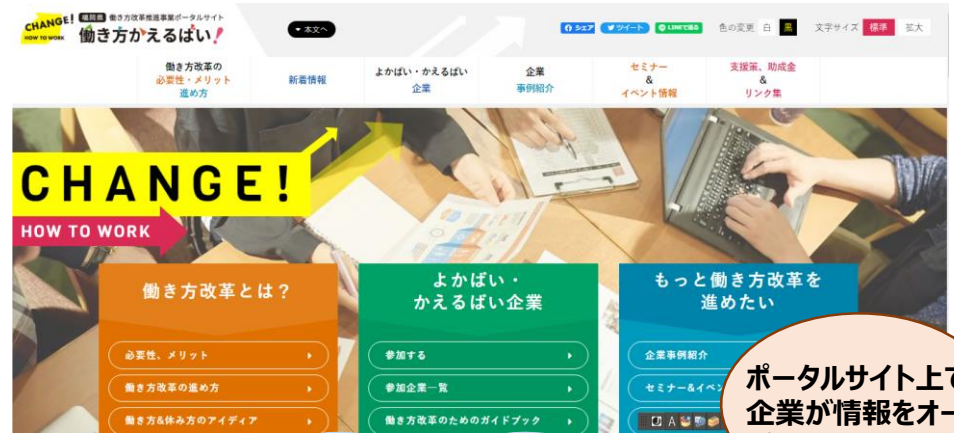 CHANGE!
HOW TO WORK
福岡県 働き方改革推進事業ポータルサイト
働き方かえるばい!
本文へ
シェア
ツイート
LINEで送る
色の変更 白 黒
文字サイズ 標準 拡大
働き方改革の
必要性・メリット
進め方
新着情報
よかばい・かえるばい
企業
企業
事例紹介
セミナー
&
イベント情報
支援策、助成金
&
リンク集
CHANGE!
HOW TO WORK
働き方改革とは?
必要性、メリット
働き方改革の進め方
働き方&休み方のアイディア
よかばい・
かえるばい企業
参加する
参加企業一覧
働き方改革のためのガイドブック
もっと働き方改革を
進めたい
企業事例紹介
セミナー&イベ
ポータルサイト上で
企業が情報をオー